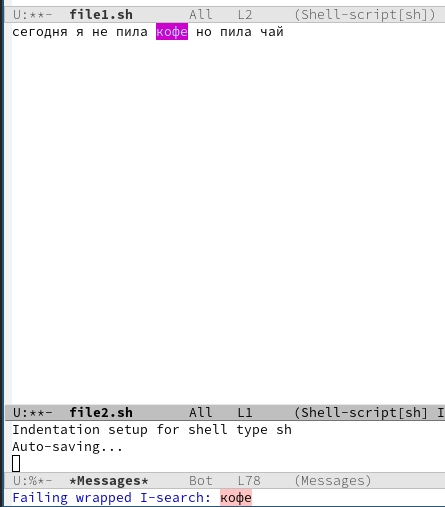 U:**-  file1.sh       All   L2     (Shell-script[sh])
сегодня я не пила кофе но пила чай
U:**-  file2.sh       All   L1     (Shell-script[sh] I
Indentation setup for shell type sh
Auto-saving...
U:%*-  *Messages*     Bot   L78    (Messages)
Failing wrapped I-search: кофе